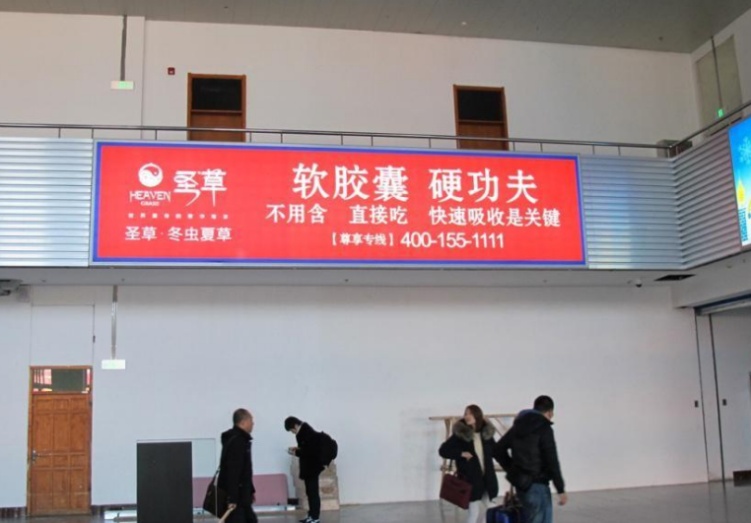 HEAVEN
GRASS
圣草
圣草·冬虫夏草
软胶囊 硬功夫
不用含 直接吃 快速吸收是关键
【尊享专线】400-155-1111